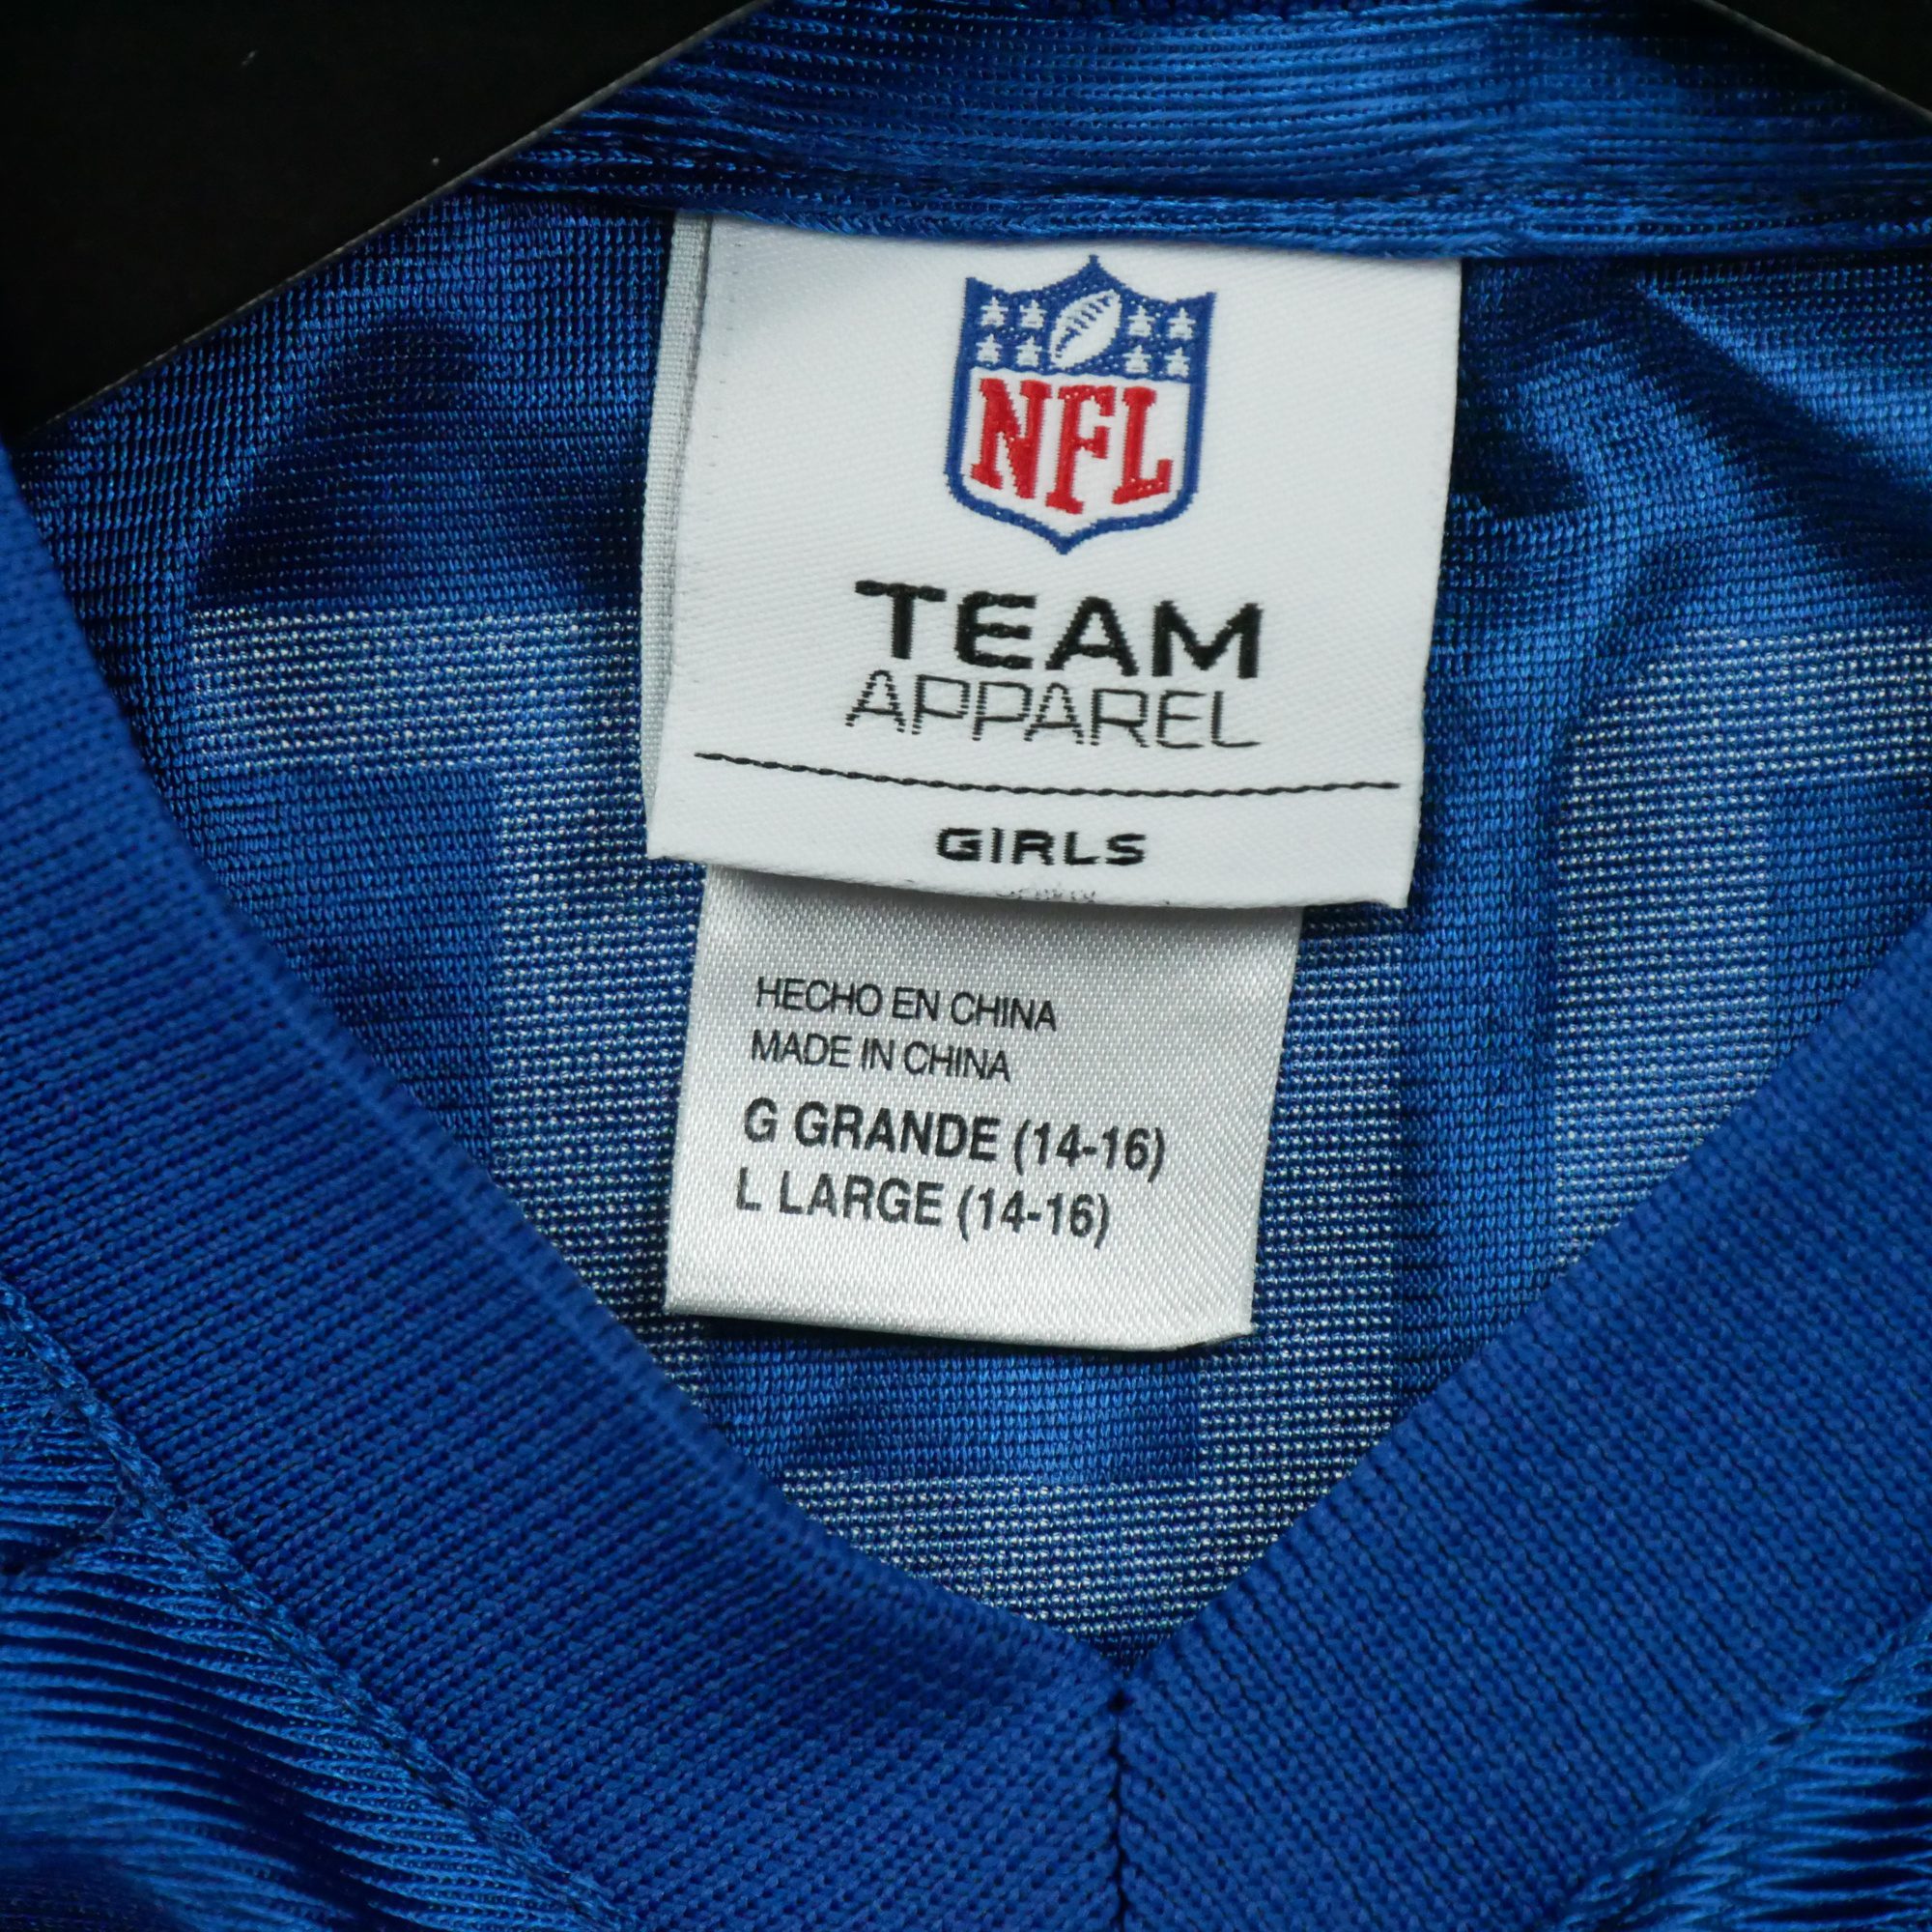 NFL
TEAM
APPAREL
GIRLS
HECHO EN CHINA
MADE IN CHINA
G GRANDE (14-16)
L LARGE (14-16)